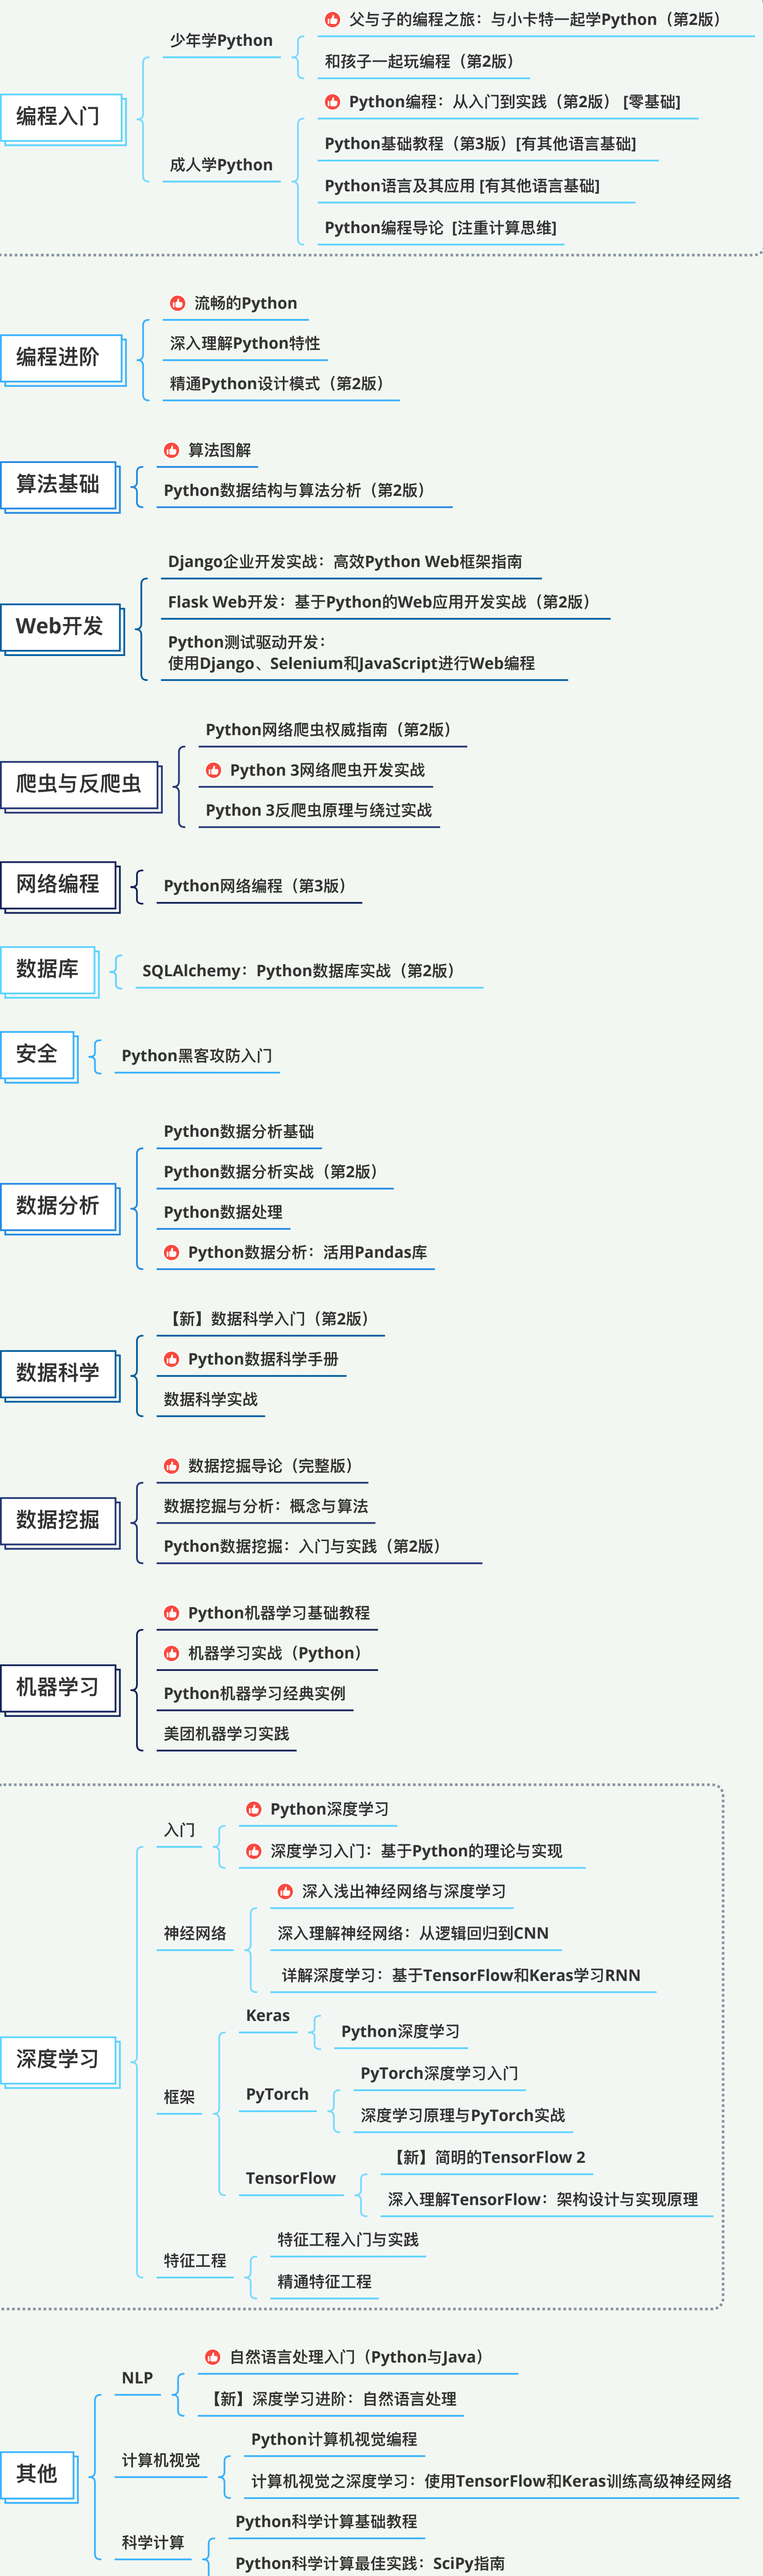 编程入门
少年学Python
父与子的编程之旅：与小卡特一起学Python（第2版）
和孩子一起玩编程（第2版）
成人学Python
Python编程：从入门到实践（第2版） [零基础]
Python基础教程（第3版）[有其他语言基础]
Python语言及其应用 [有其他语言基础]
Python编程导论 [注重计算思维]
编程进阶
流畅的Python
深入理解Python特性
精通Python设计模式（第2版）
算法基础
算法图解
Python数据结构与算法分析（第2版）
Web开发
Django企业开发实战：高效Python Web框架指南
Flask Web开发：基于Python的Web应用开发实战（第2版）
Python测试驱动开发：
使用Django、Selenium和JavaScript进行Web编程
爬虫与反爬虫
Python网络爬虫权威指南（第2版）
Python 3网络爬虫开发实战
Python 3反爬虫原理与绕过实战
网络编程
Python网络编程（第3版）
数据库
SQLAlchemy：Python数据库实战（第2版）
安全
Python黑客攻防入门
数据分析
Python数据分析基础
Python数据分析实战（第2版）
Python数据处理
Python数据分析：活用Pandas库
数据科学
【新】数据科学入门（第2版）
Python数据科学手册
数据科学实战
数据挖掘
数据挖掘导论（完整版）
数据挖掘与分析：概念与算法
Python数据挖掘：入门与实践（第2版）
机器学习
Python机器学习基础教程
机器学习实战（Python）
Python机器学习经典实例
美团机器学习实践
深度学习
入门
Python深度学习
深度学习入门：基于Python的理论与实现
神经网络
深入浅出神经网络与深度学习
深入理解神经网络：从逻辑回归到CNN
详解深度学习：基于TensorFlow和Keras学习RNN
框架
Keras
Python深度学习
PyTorch
PyTorch深度学习入门
深度学习原理与PyTorch实战
TensorFlow
【新】简明的TensorFlow 2
深入理解TensorFlow：架构设计与实现原理
特征工程
特征工程入门与实践
精通特征工程
其他
NLP
自然语言处理入门（Python与Java）
【新】深度学习进阶：自然语言处理
计算机视觉
Python计算机视觉编程
计算机视觉之深度学习：使用TensorFlow和Keras训练高级神经网络
科学计算
Python科学计算基础教程
Python科学计算最佳实践：SciPy指南